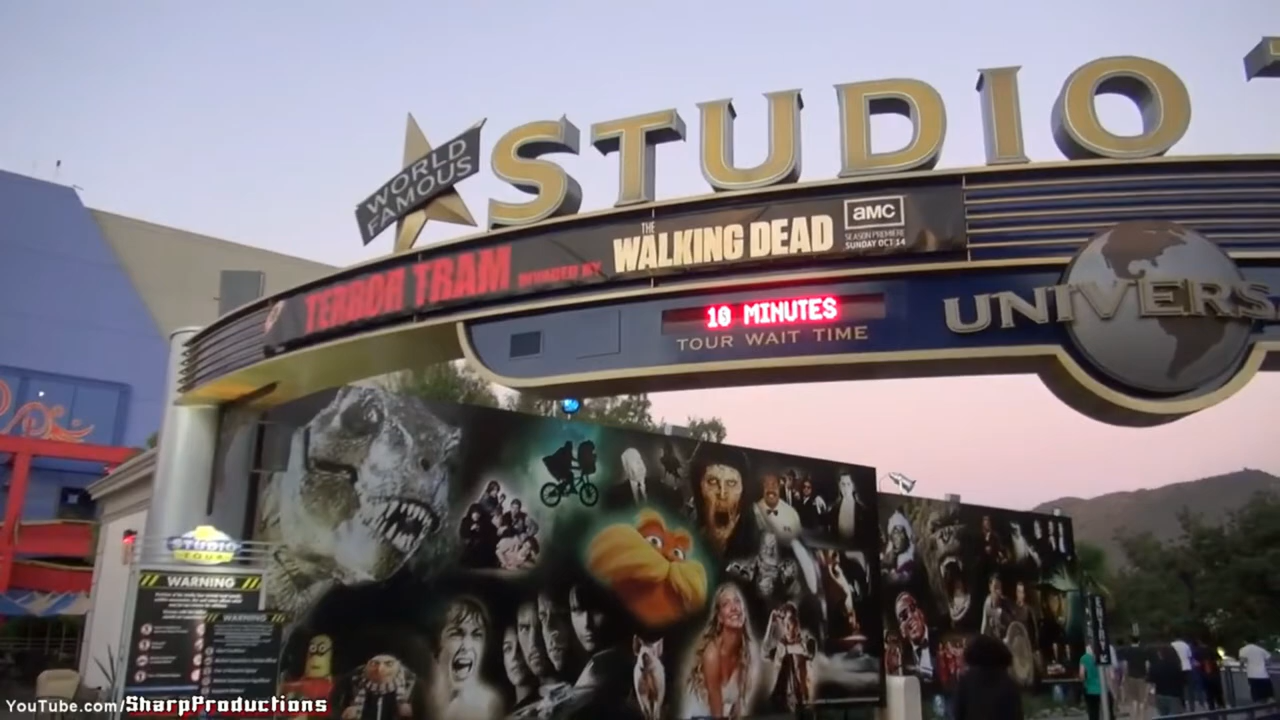 WORLD
FAMOUS
STUDIO
TERROR TRAM INVADED BY THE WALKING DEAD
amc
SEASON PREMIERE
SUNDAY OCT 14
10 MINUTES
TOUR WAIT TIME
UNIVERS
STUDIO
TOUR
WARNING
WARNING
YouTube.com/SharpProductions